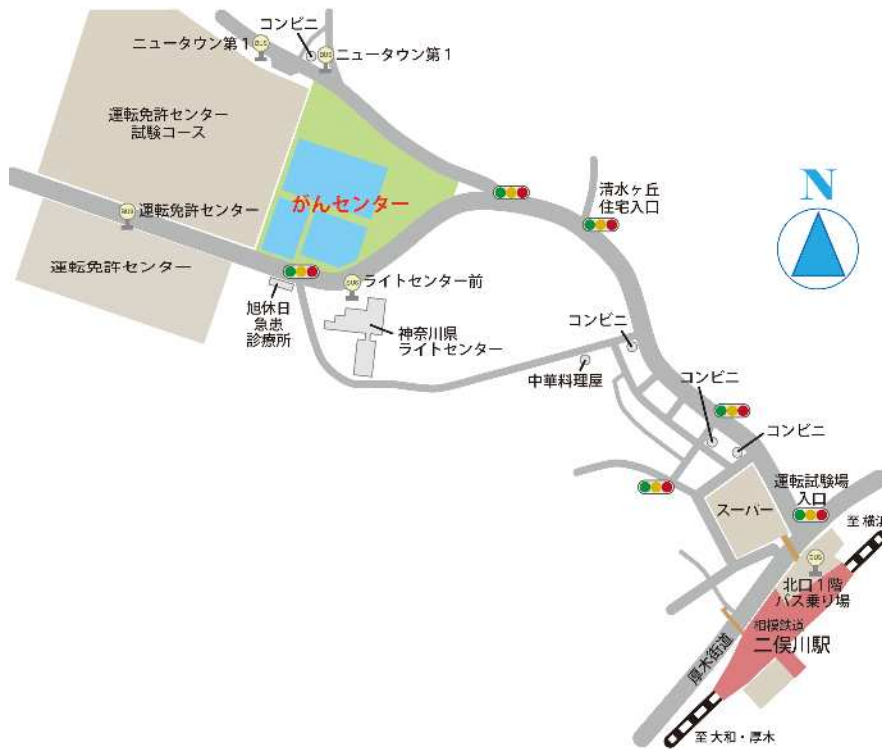 コンビニ
ニュータウン第1
ニュータウン第1
BUS
BUS
運転免許センター
試験コース
がんセンター
清水ヶ丘
住宅入口
N
BUS
運転免許センター
運転免許センター
BUS
ライトセンター前
旭休日
急患
診療所
神奈川県
ライトセンター
コンビニ
中華料理屋
コンビニ
コンビニ
スーパー
運転試験場
入口
至 横浜
BUS
北口1階
バス乗り場
相模鉄道
二俣川駅
厚木街道
至 大和・厚木